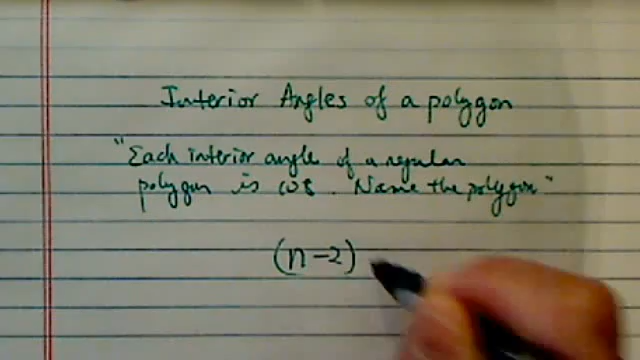 Interior Angles of a polygon
"Each interior angle of a regular
polygon is 108. Name the polygon"
(n-2)